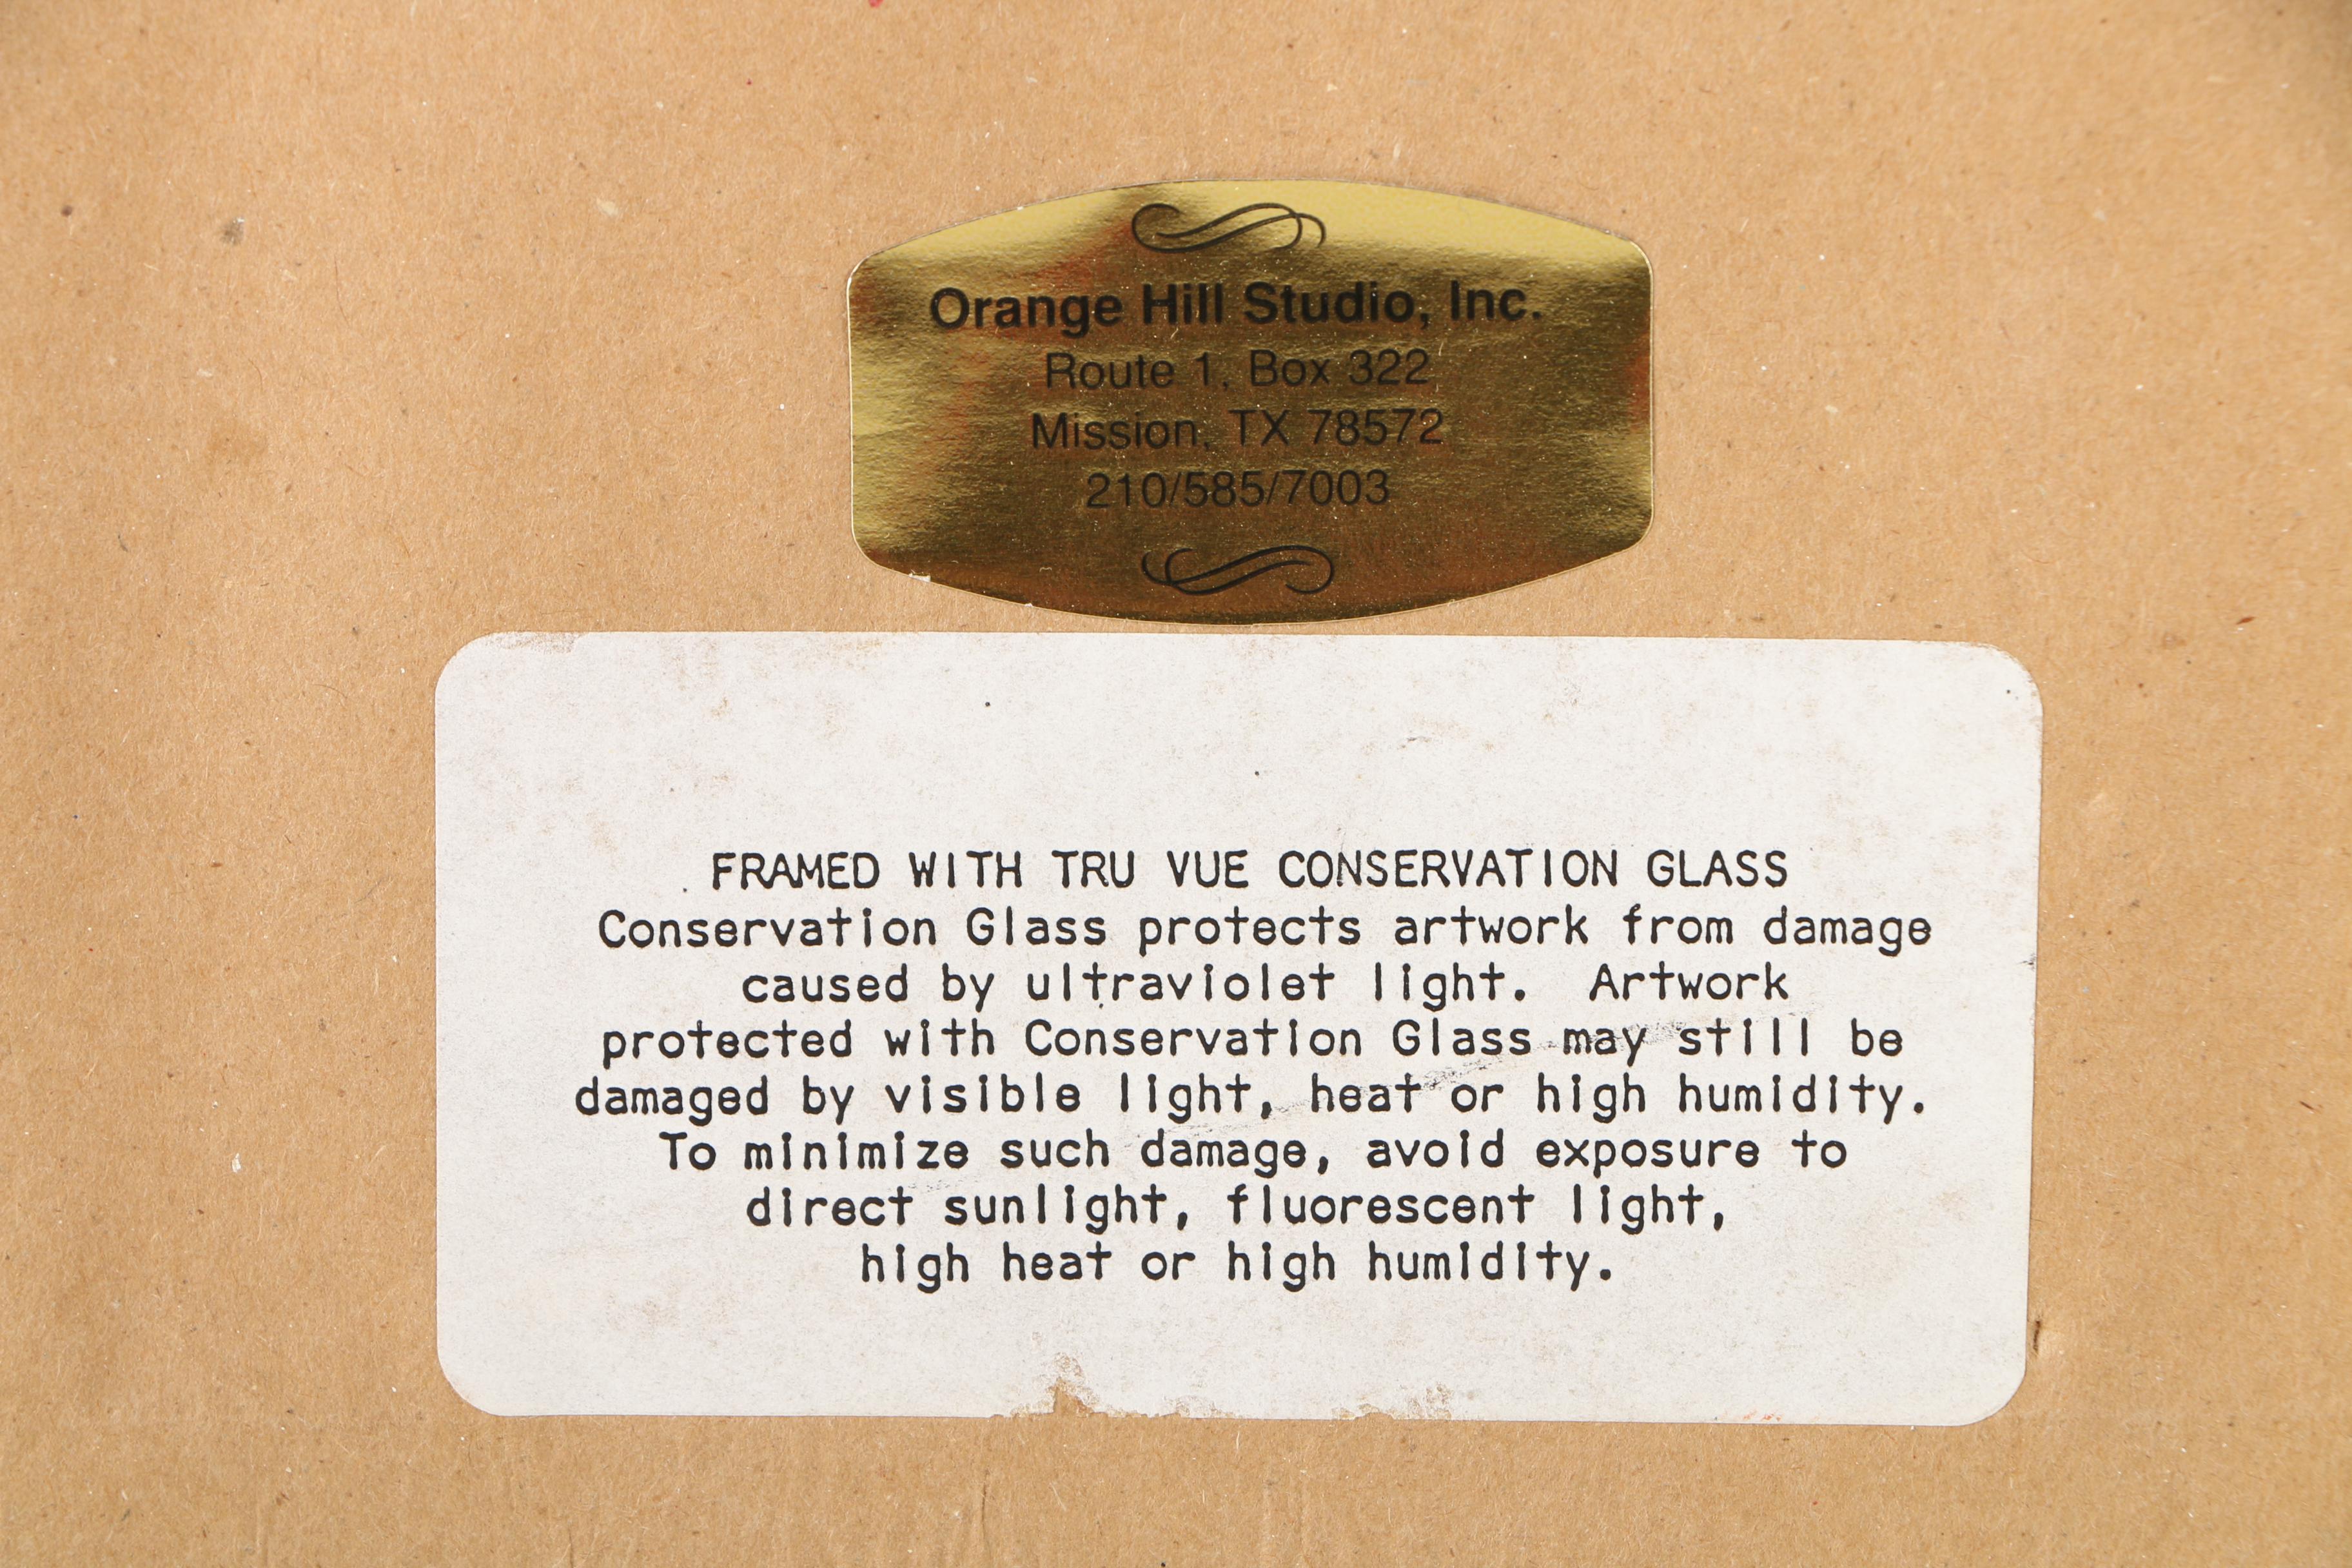 Orange Hill Studio, Inc.
Route 1, Box 322
Mission, TX 78572
210/585/7003
FRAMED WITH TRU VUE CONSERVATION GLASS
Conservation Glass protects artwork from damage
caused by ultraviolet light. Artwork
protected with Conservation Glass may still be
damaged by visible light, heat or high humidity.
To minimize such damage, avoid exposure to
direct sunlight, fluorescent light,
high heat or high humidity.